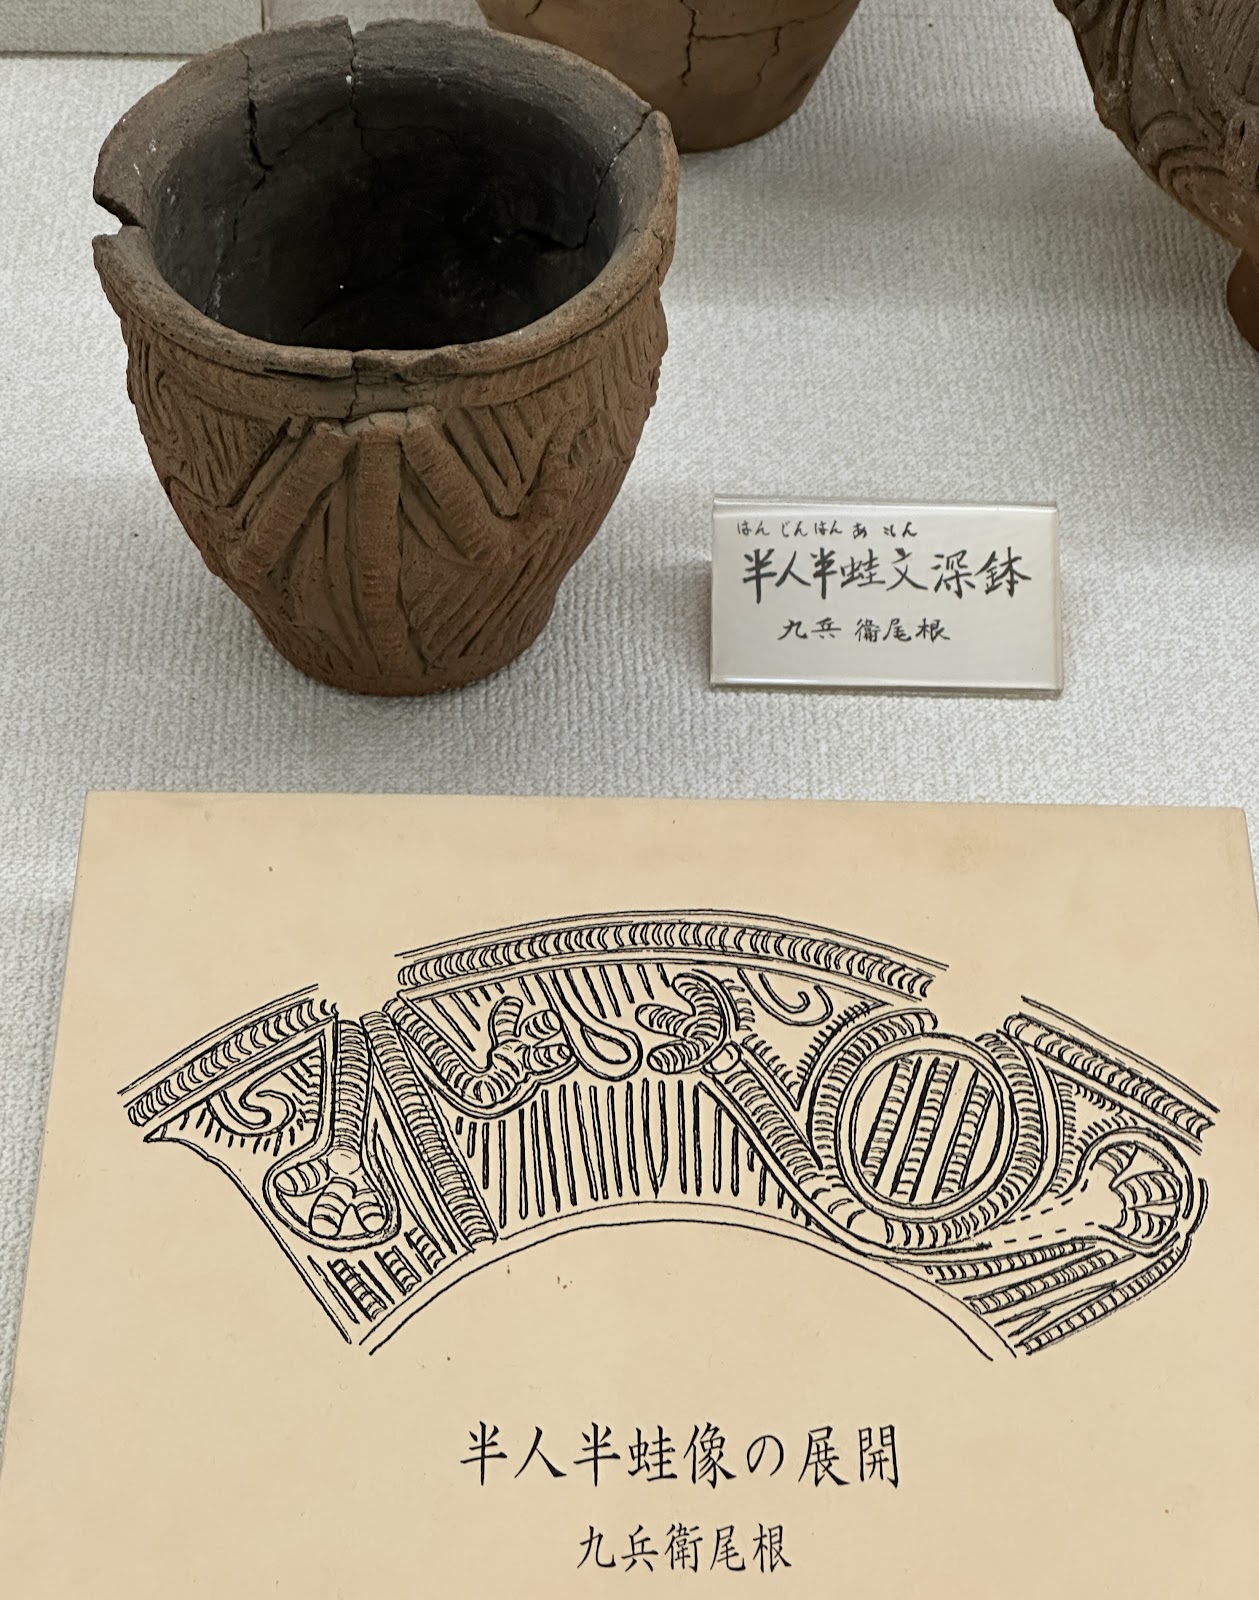 はん じんはん あ もん
半人半蛙文深鉢
九兵衛尾根
半人半蛙像の展開
九兵衛尾根